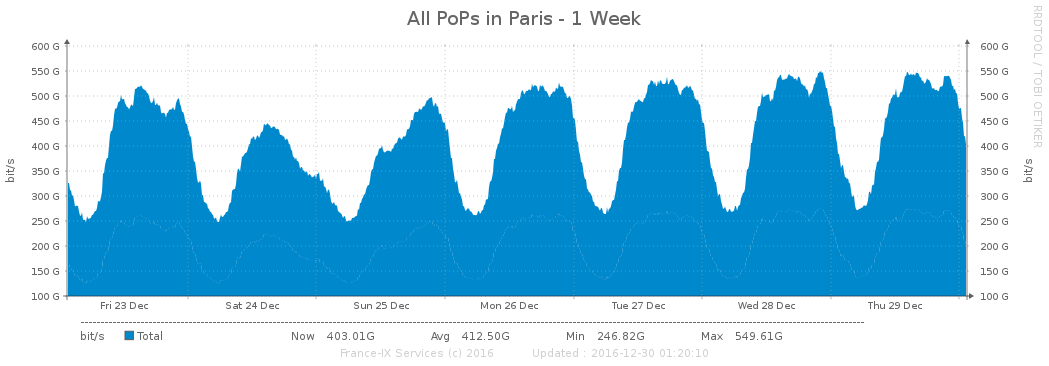 All PoPs in Paris - 1 Week
RRDTOOL / TOBI OETIKER
600 G 600 G
550 G 550 G
500 G 500 G
450 G 450 G
400 G 400 G
350 G 350 G
300 G 300 G
250 G 250 G
200 G 200 G
150 G 150 G
100 G 100 G
bit/s
bit/s
Fri 23 Dec Sat 24 Dec Sun 25 Dec Mon 26 Dec Tue 27 Dec Wed 28 Dec Thu 29 Dec
bit/s Total Now 403.01G Avg 412.50G Min 246.82G Max 549.61G
France-IX Services (c) 2016 Updated : 2016-12-30 01:20:10